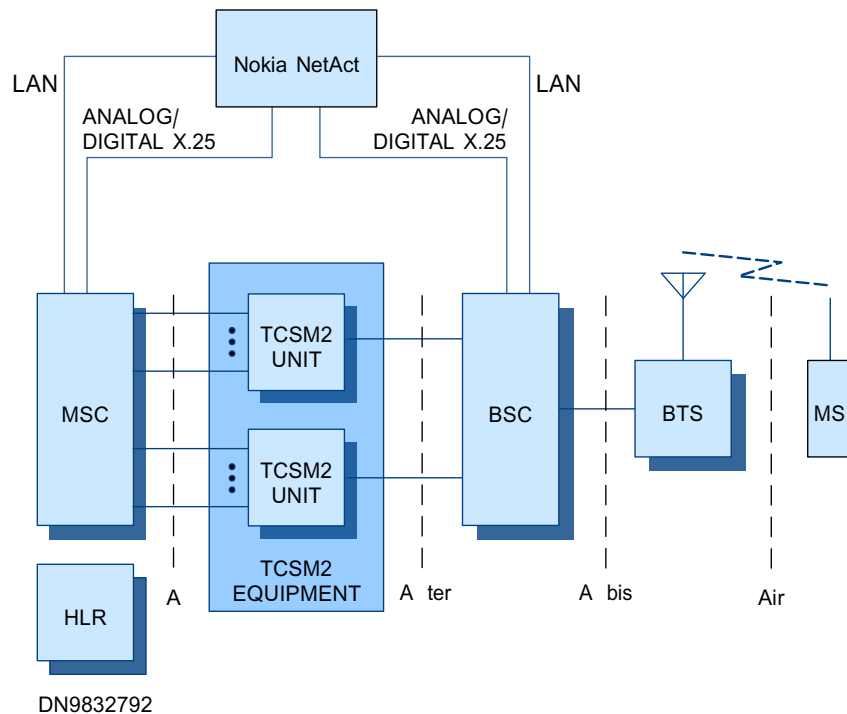 Nokia NetAct
LAN
LAN
ANALOG/
DIGITAL X.25
ANALOG/
DIGITAL X.25
MSC
TCSM2
UNIT
TCSM2
UNIT
BSC
BTS
MS
TCSM2
EQUIPMENT
A
A ter
A bis
Air
HLR
DN9832792